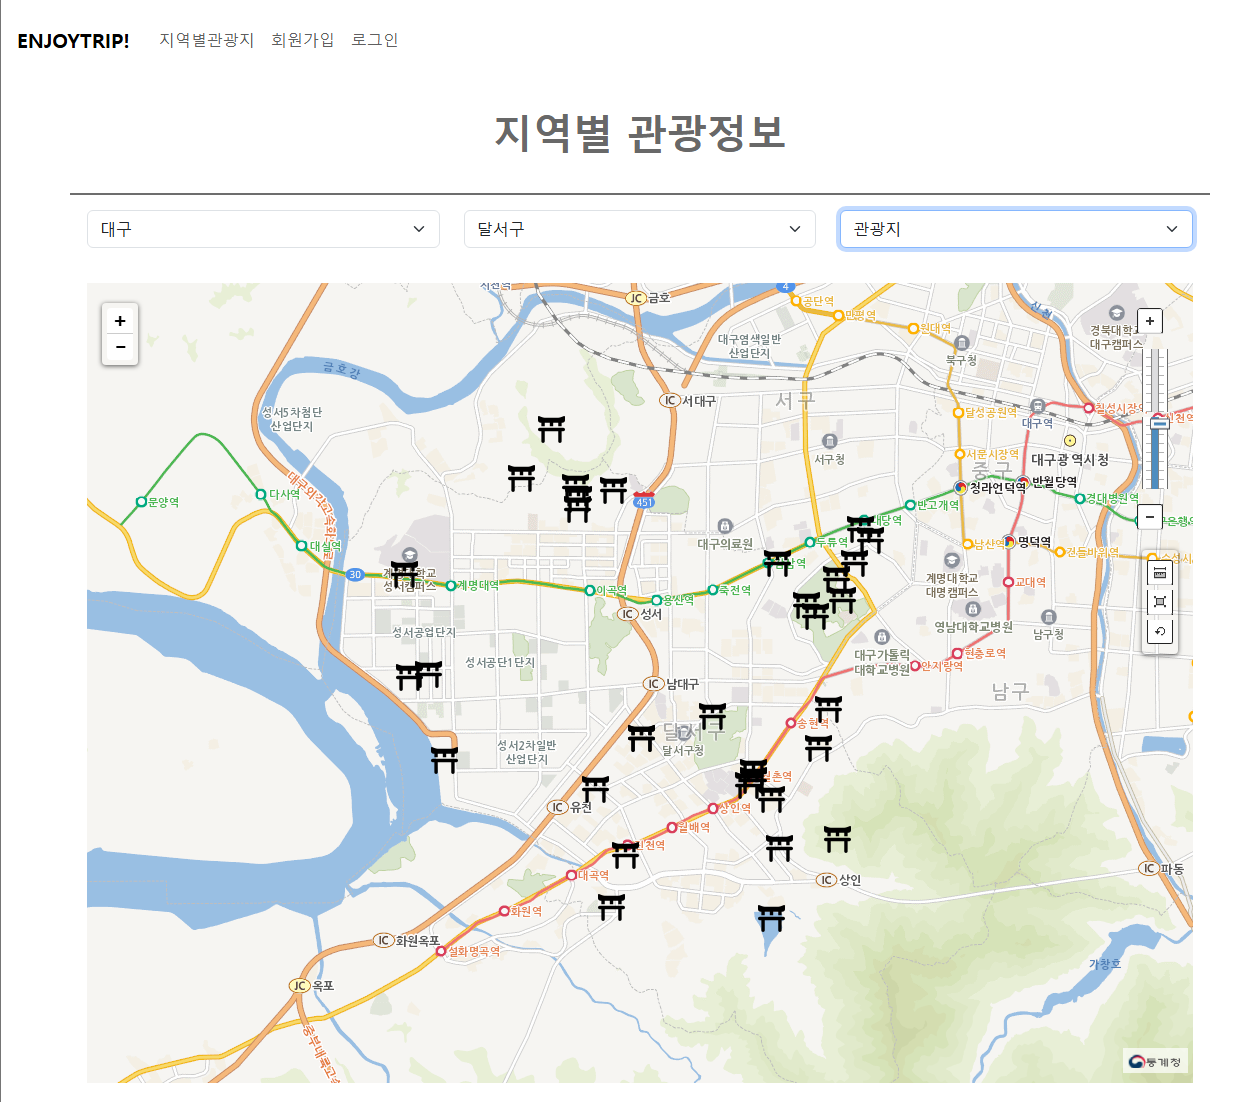 ENJOYTRIP!
지역별관광지
회원가입
로그인
지역별 관광정보
대구
달서구
관광지
4
공단역
만평역
JC 금호
신천
원대역
경북대학교
대구캠퍼스
대구염색일반
산업단지
북구청
금호강
IC 서대구
서구
달성공원역
칠성시장역
대구역
성서5차첨단
산업단지
서구청
서문시장역
대구광역시청
중구
반월당역
청라언덕역
다사역
문양역
451
경대병원역
반고개역
대구의료원
두류역
남산역
명덕역
건들바위역
대실역
30
계명대역
성서캠퍼스
이곡역
용산역
죽전역
계명대학교
대명캠퍼스
교대역
IC 성서
영남대학교병원
남구청
성서공업단지
성서공단1단지
대구가톨릭
대학교병원
현충로역
안지랑역
IC 남대구
남구
송현역
달서구
달서구청
성서2차일반
산업단지
IC 유천
상인역
월배역
대곡역
IC 상인
IC 파동
화원역
IC 화원옥포
설화명곡역
가창호
JC 옥포
통계청